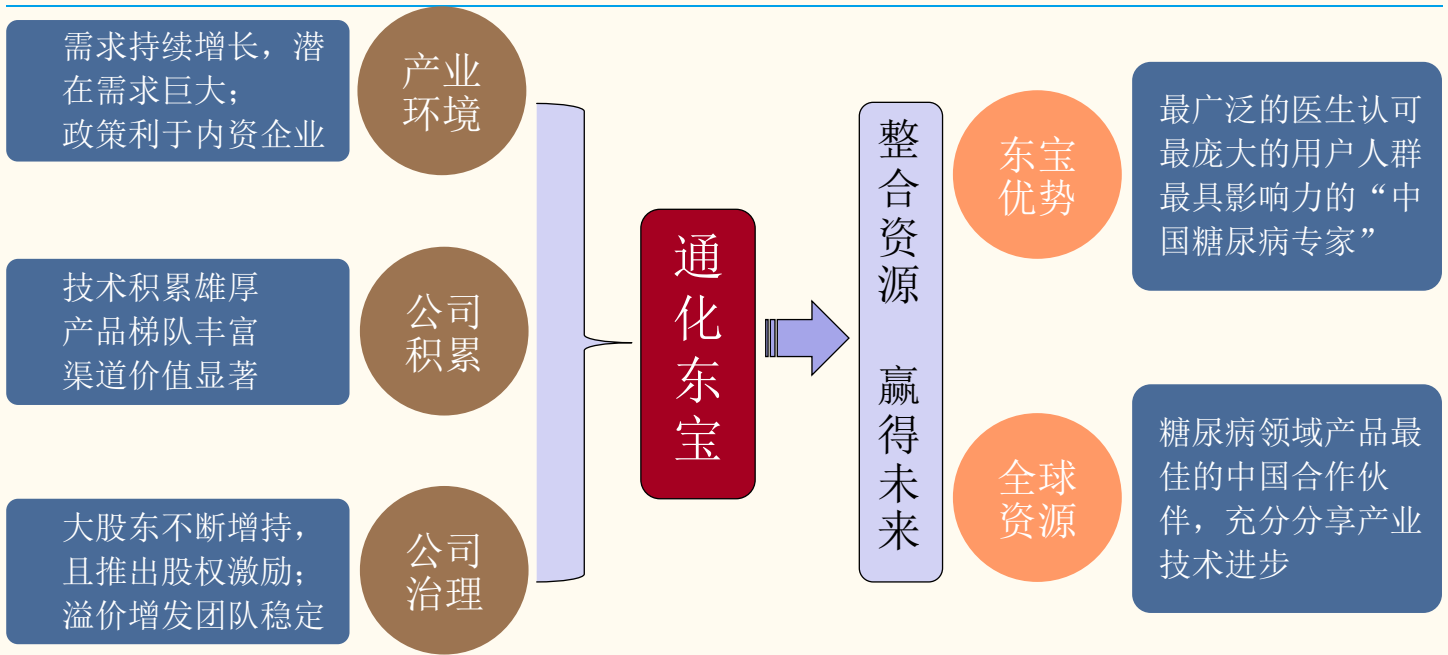 需求持续增长，潜
在需求巨大；
政策利于内资企业
产业
环境
技术积累雄厚
产品梯队丰富
渠道价值显著
公司
积累
大股东不断增持，
且推出股权激励；
溢价增发团队稳定
公司
治理
通化东宝
整合资源 赢得未来
东宝
优势
最广泛的医生认可
最庞大的用户人群
最具影响力的“中
国糖尿病专家”
全球
资源
糖尿病领域产品最
佳的中国合作伙
伴，充分分享产业
技术进步